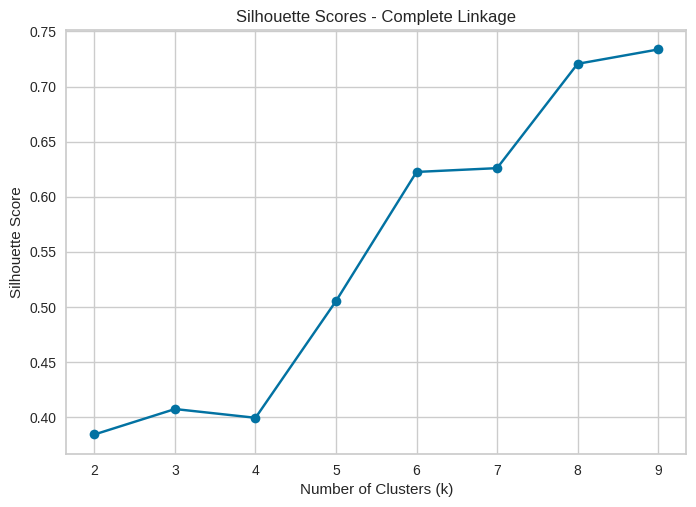 Silhouette Scores - Complete Linkage
0.75
0.70
0.65
0.60
0.55
0.50
0.45
0.40
Silhouette Score
2 3 4 5 6 7 8 9
Number of Clusters (k)